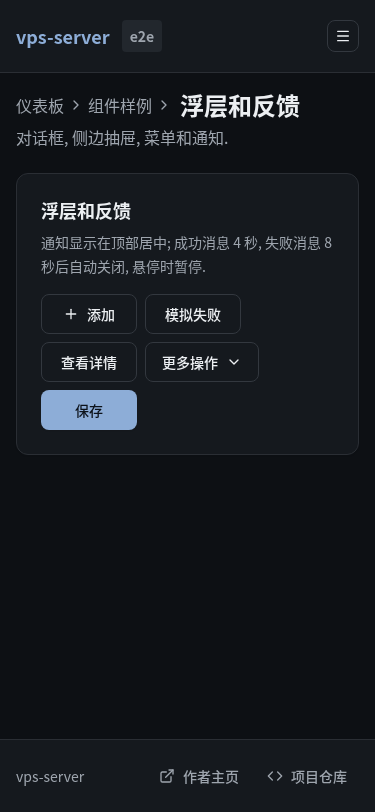 vps-server e2e
仪表板 组件样例 浮层和反馈
对话框, 侧边抽屉, 菜单和通知.
浮层和反馈
通知显示在顶部居中; 成功消息 4 秒, 失败消息 8
秒后自动关闭, 悬停时暂停.
添加 模拟失败
查看详情 更多操作
保存
vps-server 作者主页 项目仓库